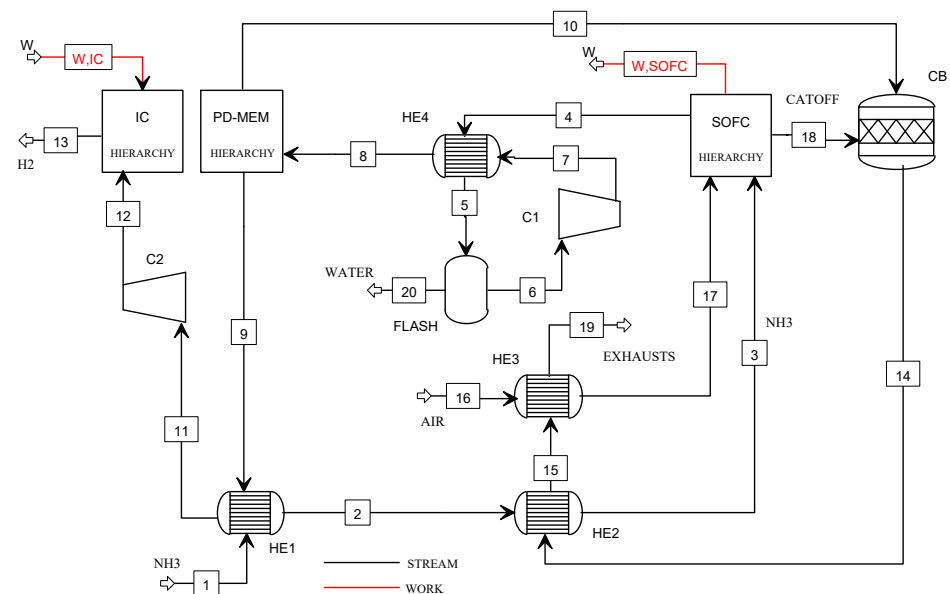 10
W
W,IC
W
W,SOFC
CB
IC
HIERARCHY
PD-MEM
HIERARCHY
HE4
4
SOFC
HIERARCHY
CATOFF
18
13
H2
8
7
5
C1
12
C2
WATER
20
6
FLASH
17
9
19
EXHAUSTS
NH3
3
HE3
14
16
AIR
11
15
2
HE1
HE2
NH3
1
STREAM
WORK